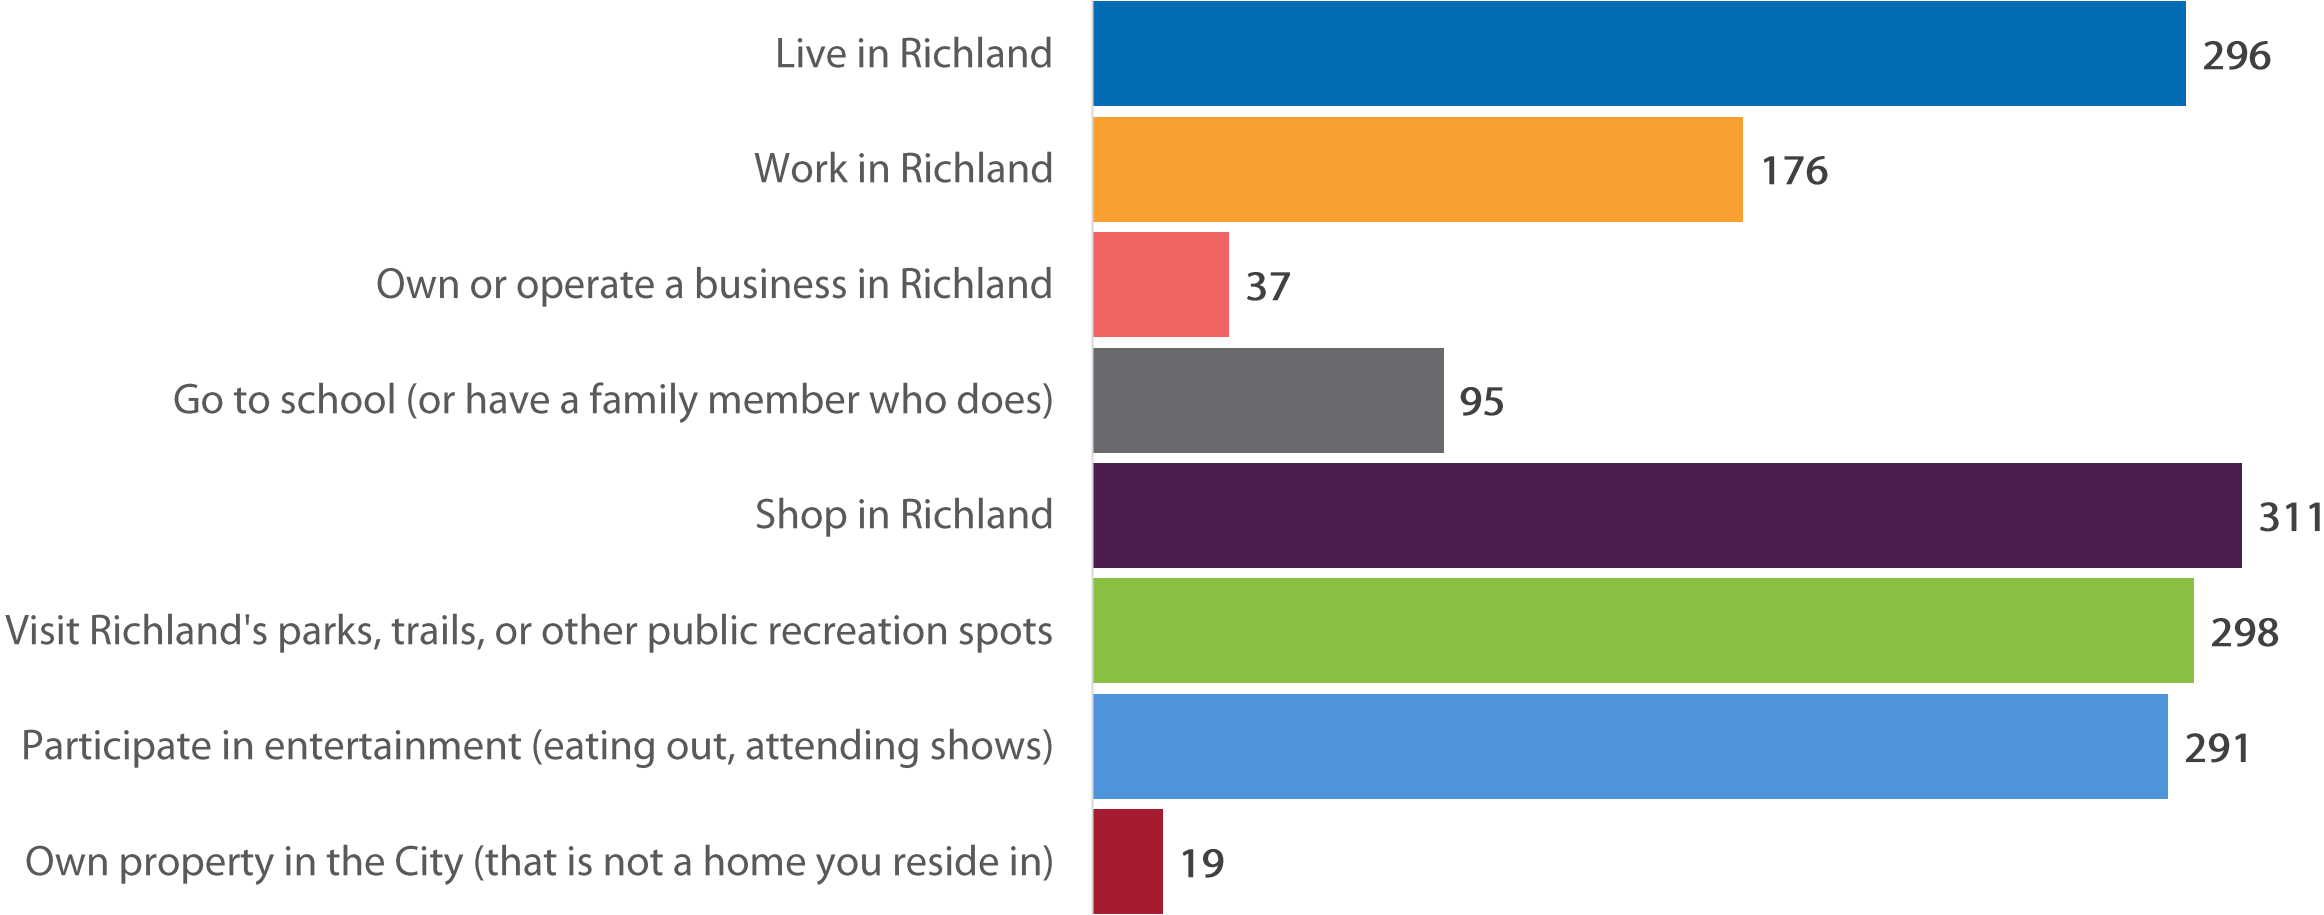 Live in Richland 296
Work in Richland 176
Own or operate a business in Richland 37
Go to school (or have a family member who does) 95
Shop in Richland 311
Visit Richland's parks, trails, or other public recreation spots 298
Participate in entertainment (eating out, attending shows) 291
Own property in the City (that is not a home you reside in) 19